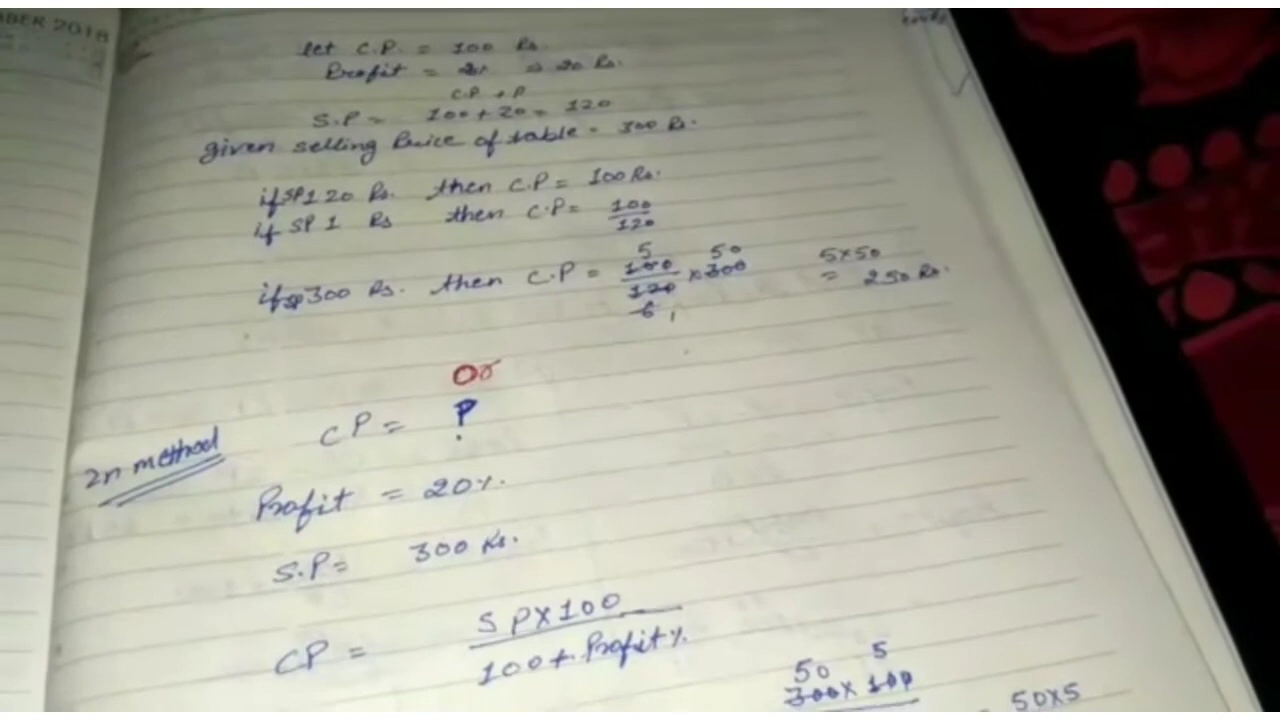 BER 2018
let C.P. = 100 Rs.
Profit = 20% = 20 Rs.
C.P + P
S.P = 100 + 20 = 120
given selling Price of table = 300 Rs.
if SP 120 Rs. then C.P = 100 Rs.
if SP 1 Rs then C.P = 100/120
5 50 5×50
if SP 300 Rs. then C.P = 100/120 × 300 = 250 Rs.
6
Or
CP = ?
2n method
Profit = 20%.
S.P = 300 Rs.
CP = SP×100
100 + Profit%.
50 5
300 × 100 = 50×5